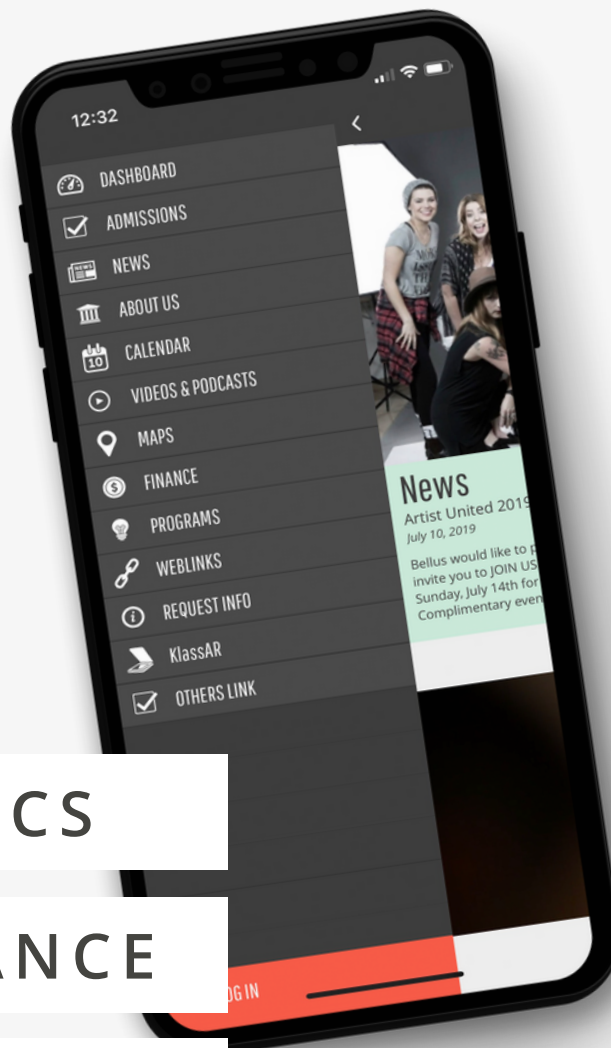 12:32
DASHBOARD
ADMISSIONS
NEWS
NEWS
ABOUT US
CALENDAR
10
VIDEOS & PODCASTS
MAPS
FINANCE
$
PROGRAMS
WEBLINKS
REQUEST INFO
i
KlassAR
OTHERS LINK
OG IN
News
Artist United 2019
July 10, 2019
Bellus would like to p
invite you to JOIN US
Sunday, July 14th for
Complimentary even
CS
ANCE